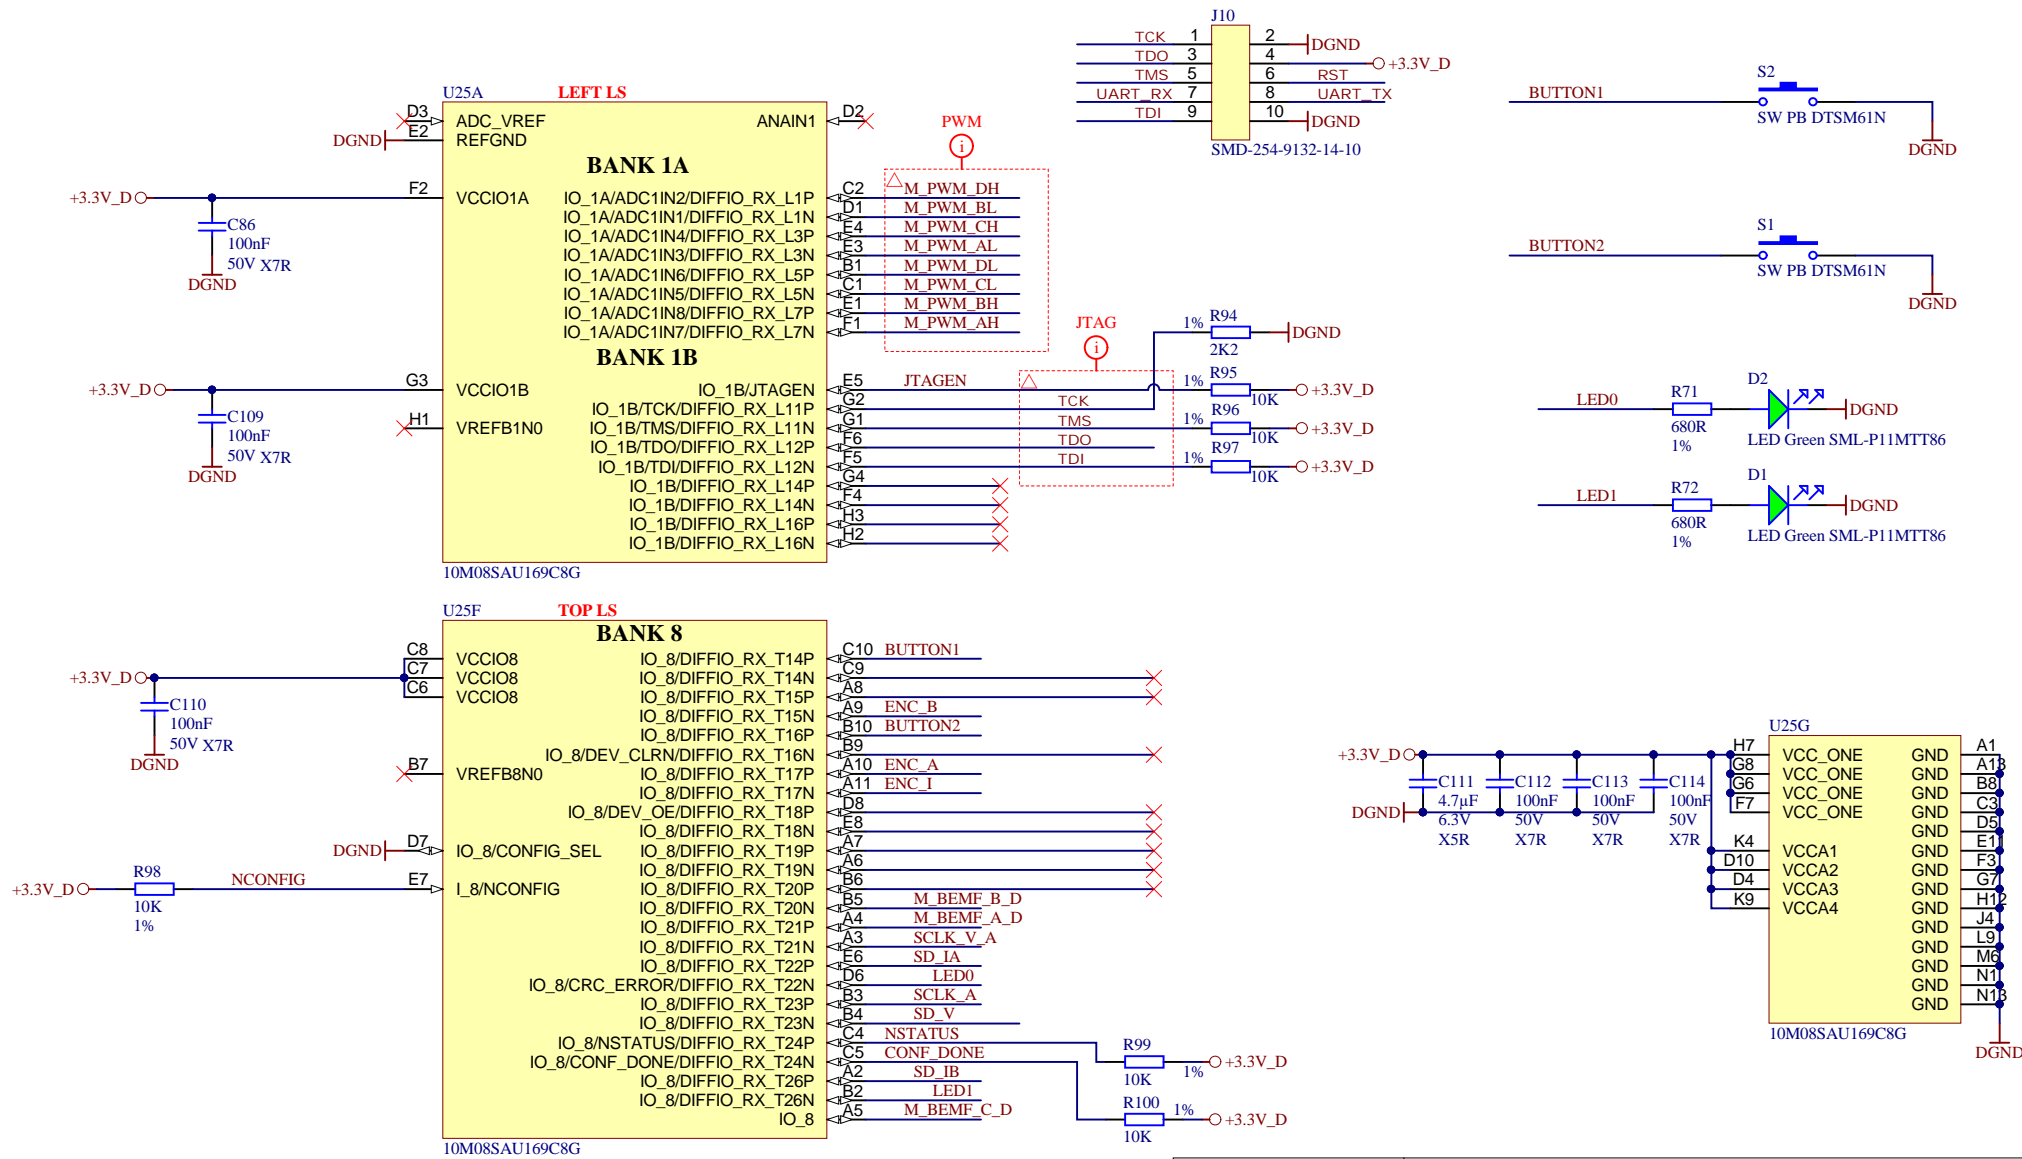 U25A
LEFT LS
D3
ADC_VREF
ANAIN1
D2
DGND
E2
REFGND
BANK 1A
+3.3V_D
F2
VCCIO1A
C86
100nF
50V X7R
DGND
IO_1A/ADC1IN2/DIFFIO_RX_L1P C2 M_PWM_DH
IO_1A/ADC1IN1/DIFFIO_RX_L1N D1 M_PWM_BL
IO_1A/ADC1IN4/DIFFIO_RX_L3P E4 M_PWM_CH
IO_1A/ADC1IN3/DIFFIO_RX_L3N E3 M_PWM_AL
IO_1A/ADC1IN6/DIFFIO_RX_L5P B1 M_PWM_DL
IO_1A/ADC1IN5/DIFFIO_RX_L5N C1 M_PWM_CL
IO_1A/ADC1IN8/DIFFIO_RX_L7P E1 M_PWM_BH
IO_1A/ADC1IN7/DIFFIO_RX_L7N F1 M_PWM_AH
PWM
i
BANK 1B
+3.3V_D
G3
VCCIO1B
C109
100nF
50V X7R
DGND
H1
VREFB1N0
IO_1B/JTAGEN E5 JTAGEN
IO_1B/TCK/DIFFIO_RX_L11P G2 TCK
IO_1B/TMS/DIFFIO_RX_L11N G1 TMS
IO_1B/TDO/DIFFIO_RX_L12P F6 TDO
IO_1B/TDI/DIFFIO_RX_L12N F5 TDI
IO_1B/DIFFIO_RX_L14P G4
IO_1B/DIFFIO_RX_L14N F4
IO_1B/DIFFIO_RX_L16P H3
IO_1B/DIFFIO_RX_L16N H2
10M08SAU169C8G
JTAG
i
1% R94 DGND
2K2
1% R95 +3.3V_D
10K
1% R96 +3.3V_D
10K
1% R97 +3.3V_D
10K
J10
TCK 1 2 DGND
TDO 3 4 +3.3V_D
TMS 5 6 RST
UART_RX 7 8 UART_TX
TDI 9 10 DGND
SMD-254-9132-14-10
S2
BUTTON1
SW PB DTSM61N
DGND
S1
BUTTON2
SW PB DTSM61N
DGND
LED0 R71 D2 DGND
680R
1%
LED Green SML-P11MTT86
LED1 R72 D1 DGND
680R
1%
LED Green SML-P11MTT86
U25F
TOP LS
BANK 8
C8 VCCIO8
+3.3V_D C7 VCCIO8
C6 VCCIO8
C110
100nF
50V X7R
DGND
B7 VREFB8N0
DGND D7 IO_8/CONFIG_SEL
+3.3V_D R98 NCONFIG E7 I_8/NCONFIG
10K
1%
IO_8/DIFFIO_RX_T14P C10 BUTTON1
IO_8/DIFFIO_RX_T14N C9
IO_8/DIFFIO_RX_T15P A8
IO_8/DIFFIO_RX_T15N A9 ENC_B
IO_8/DIFFIO_RX_T16P B10 BUTTON2
IO_8/DEV_CLRN/DIFFIO_RX_T16N B9
IO_8/DIFFIO_RX_T17P A10 ENC_A
IO_8/DIFFIO_RX_T17N A11 ENC_I
IO_8/DEV_OE/DIFFIO_RX_T18P D8
IO_8/DIFFIO_RX_T18N E8
IO_8/DIFFIO_RX_T19P A7
IO_8/DIFFIO_RX_T19N A6
IO_8/DIFFIO_RX_T20P B6
IO_8/DIFFIO_RX_T20N B5 M_BEMF_B_D
IO_8/DIFFIO_RX_T21P A4 M_BEMF_A_D
IO_8/DIFFIO_RX_T21N A3 SCLK_V_A
IO_8/DIFFIO_RX_T22P E6 SD_IA
IO_8/CRC_ERROR/DIFFIO_RX_T22N D6 LED0
IO_8/DIFFIO_RX_T23P B3 SCLK_A
IO_8/DIFFIO_RX_T23N B4 SD_V
IO_8/NSTATUS/DIFFIO_RX_T24P C4 NSTATUS
IO_8/CONF_DONE/DIFFIO_RX_T24N C5 CONF_DONE
IO_8/DIFFIO_RX_T26P A2 SD_IB
IO_8/DIFFIO_RX_T26N B2 LED1
IO_8 A5 M_BEMF_C_D
10M08SAU169C8G
R99
10K 1% +3.3V_D
R100 1% +3.3V_D
10K
U25G
+3.3V_D
DGND
C111
4.7µF
6.3V
X5R
C112
100nF
50V
X7R
C113
100nF
50V
X7R
C114
100nF
50V
X7R
H7 VCC_ONE GND A1
G8 VCC_ONE GND A13
G6 VCC_ONE GND B8
F7 VCC_ONE GND C3
GND D5
K4 VCCA1 GND E11
D10 VCCA2 GND F3
D4 VCCA3 GND G7
K9 VCCA4 GND H12
GND J4
GND L9
GND M6
GND N1
GND N13
10M08SAU169C8G
DGND